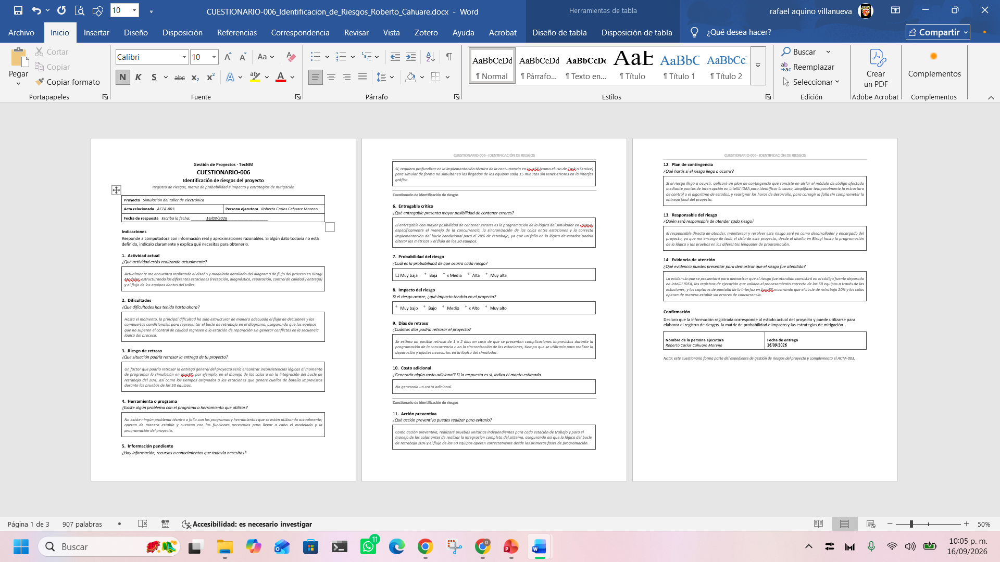 10
CUESTIONARIO-006_Identificacion_de_Riesgos_Roberto_Cahuare.docx - Word
Herramientas de tabla
rafael aquino villanueva
Archivo Inicio Insertar Diseño Disposición Referencias Correspondencia Revisar Vista Zotero Ayuda Acrobat Diseño de tabla Disposición de tabla ¿Qué desea hacer? Compartir
Pegar
Cortar
Copiar
Copiar formato
Portapapeles
Calibri 10
Aa
N K S abc x₂ x²
Fuente
Párrafo
AaBbCcDd AaBbCcDd AaBbCcDc AaB AaBbC AaBbCc
¶ Normal ¶ Párrafo... ¶ Texto en... ¶ Título ¶ Título 1 ¶ Título 2
Estilos
Buscar
Reemplazar
Seleccionar
Edición
Crear un PDF
Adobe Acrobat
Complementos
Complementos
Gestión de Proyectos · TecNM
CUESTIONARIO-006
Identificación de riesgos del proyecto
Registro de riesgos, matriz de probabilidad e impacto y estrategias de mitigación
Proyecto Simulación del taller de electrónica
Acta relacionada ACTA-003 Persona ejecutora Roberto Carlos Cahuare Moreno
Fecha de respuesta Escriba la fecha: ________16/09/2026______________
Indicaciones
Responde a computadora con información real y aproximaciones razonables. Si algún dato todavía no está
definido, indícalo claramente y explica qué necesitas para obtenerlo.
1. Actividad actual
¿Qué actividad estás realizando actualmente?
Actualmente me encuentro realizando el diseño y modelado detallado del diagrama de flujo del proceso en Bizagi
Modeler, estructurando las diferentes estaciones (recepción, diagnóstico, reparación, control de calidad y entrega)
y el flujo de los equipos dentro del taller.
2. Dificultades
¿Qué dificultades has tenido hasta ahora?
Hasta el momento, la principal dificultad ha sido estructurar de manera adecuada el flujo de decisiones y las
compuertas condicionales para representar el bucle de retrabajo en el diagrama, asegurando que los equipos
que no superen el control de calidad regresen a la estación de reparación sin generar conflictos en la secuencia
lógica del proceso.
3. Riesgo de retraso
¿Qué situación podría retrasar la entrega de tu proyecto?
Un factor que podría retrasar la entrega general del proyecto sería encontrar inconsistencias lógicas al momento
de programar la simulación en JavaFX, por ejemplo, en el manejo de las colas o en la integración del bucle de
retrabajo del 20%, así como los tiempos asignados a las estaciones que genere cuellos de botella imprevistos
durante las pruebas de los 50 equipos.
4. Herramienta o programa
¿Existe algún problema con el programa o herramienta que utilizas?
No existe ningún problema técnico o falla con los programas y herramientas que se están utilizando actualmente;
operan de manera estable y cuentan con las funciones necesarias para llevar a cabo el modelado y la
programación del proyecto.
5. Información pendiente
¿Hay información, recursos o conocimientos que todavía necesitas?
CUESTIONARIO-006 · IDENTIFICACIÓN DE RIESGOS
Sí, requiero profundizar en la implementación técnica de la concurrencia en JavaFX (como el uso de Task o Service)
para simular de forma no simultánea las llegadas de los equipos cada 15 minutos sin tener errores en la interfaz
gráfica.
Cuestionario de identificación de riesgos
6. Entregable crítico
¿Qué entregable presenta mayor posibilidad de contener errores?
El entregable con mayor posibilidad de contener errores es la programación de la lógica del simulador en JavaFX,
específicamente el manejo de la concurrencia, la sincronización de las colas entre estaciones y la correcta
implementación del bucle condicional para el 20% de retrabajo, ya que un fallo en la lógica de estados podría
alterar las métricas y el flujo de los 50 equipos.
7. Probabilidad del riesgo
¿Cuál es la probabilidad de que ocurra cada riesgo?
☐ Muy baja ° Baja ° x Media ° Alta ° Muy alta
8. Impacto del riesgo
Si el riesgo ocurre, ¿qué impacto tendría en el proyecto?
° Muy bajo ° Bajo ° Medio ° x Alto ° Muy alto
9. Días de retraso
¿Cuántos días podría retrasar el proyecto?
Se estima un posible retraso de 1 a 2 días en caso de que se presenten complicaciones imprevistas durante la
programación de la concurrencia o en la sincronización de las estaciones, tiempo que se utilizaría para realizar la
depuración y ajustes necesarios en la lógica del simulador.
10. Costo adicional
¿Generaría algún costo adicional? Si la respuesta es sí, indica el monto estimado.
No generaría un costo adicional.
Cuestionario de identificación de riesgos
11. Acción preventiva
¿Qué acción preventiva puedes realizar para evitarlo?
Como acción preventiva, realizaré pruebas unitarias independientes para cada estación de trabajo y para el
manejo de las colas antes de realizar la integración completa del sistema, asegurando así que la lógica del bucle
de retrabajo 20% y el flujo de los 50 equipos operen correctamente desde las primeras fases de programación.
CUESTIONARIO-006 · IDENTIFICACIÓN DE RIESGOS
12. Plan de contingencia
¿Qué harás si el riesgo llega a ocurrir?
Si el riesgo llega a ocurrir, aplicaré un plan de contingencia que consiste en aislar el módulo de código afectado
mediante puntos de interrupción en IntelliJ IDEA para identificar la causa, simplificar temporalmente la estructura
de control o el algoritmo de estados, y reasignar las horas de desarrollo, para corregir la falla sin comprometer la
entrega final del proyecto.
13. Responsable del riesgo
¿Quién será responsable de atender cada riesgo?
El responsable directo de atender, monitorear y resolver este riesgo seré yo como desarrollador y encargado del
proyecto, ya que me encargo de todo el ciclo de este proyecto, desde el diseño en Bizagi hasta la programación
de la lógica y las pruebas en los diferentes lenguajes de programación.
14. Evidencia de atención
¿Qué evidencia puedes presentar para demostrar que el riesgo fue atendido?
La evidencia que se presentará para demostrar que el riesgo fue atendido consistirá en el código fuente depurado
en IntelliJ IDEA, los registros de ejecución que validen el procesamiento correcto de los 50 equipos a través de las
estaciones, y las capturas de pantalla de la interfaz en JavaFX mostrando que el bucle de retrabajo 20% y las colas
operan de manera estable sin errores de concurrencia.
Confirmación
Declaro que la información registrada corresponde al estado actual del proyecto y puede utilizarse para
elaborar el registro de riesgos, la matriz de probabilidad e impacto y las estrategias de mitigación.
Nombre de la persona ejecutora Fecha de entrega
Roberto Carlos Cahuare Moreno 16/09/2026
Nota: este cuestionario forma parte del expediente de gestión de riesgos del proyecto y complementa el ACTA-003.
Página 1 de 3 907 palabras Accesibilidad: es necesario investigar 50%
Buscar
11
10:05 p. m.
16/09/2026